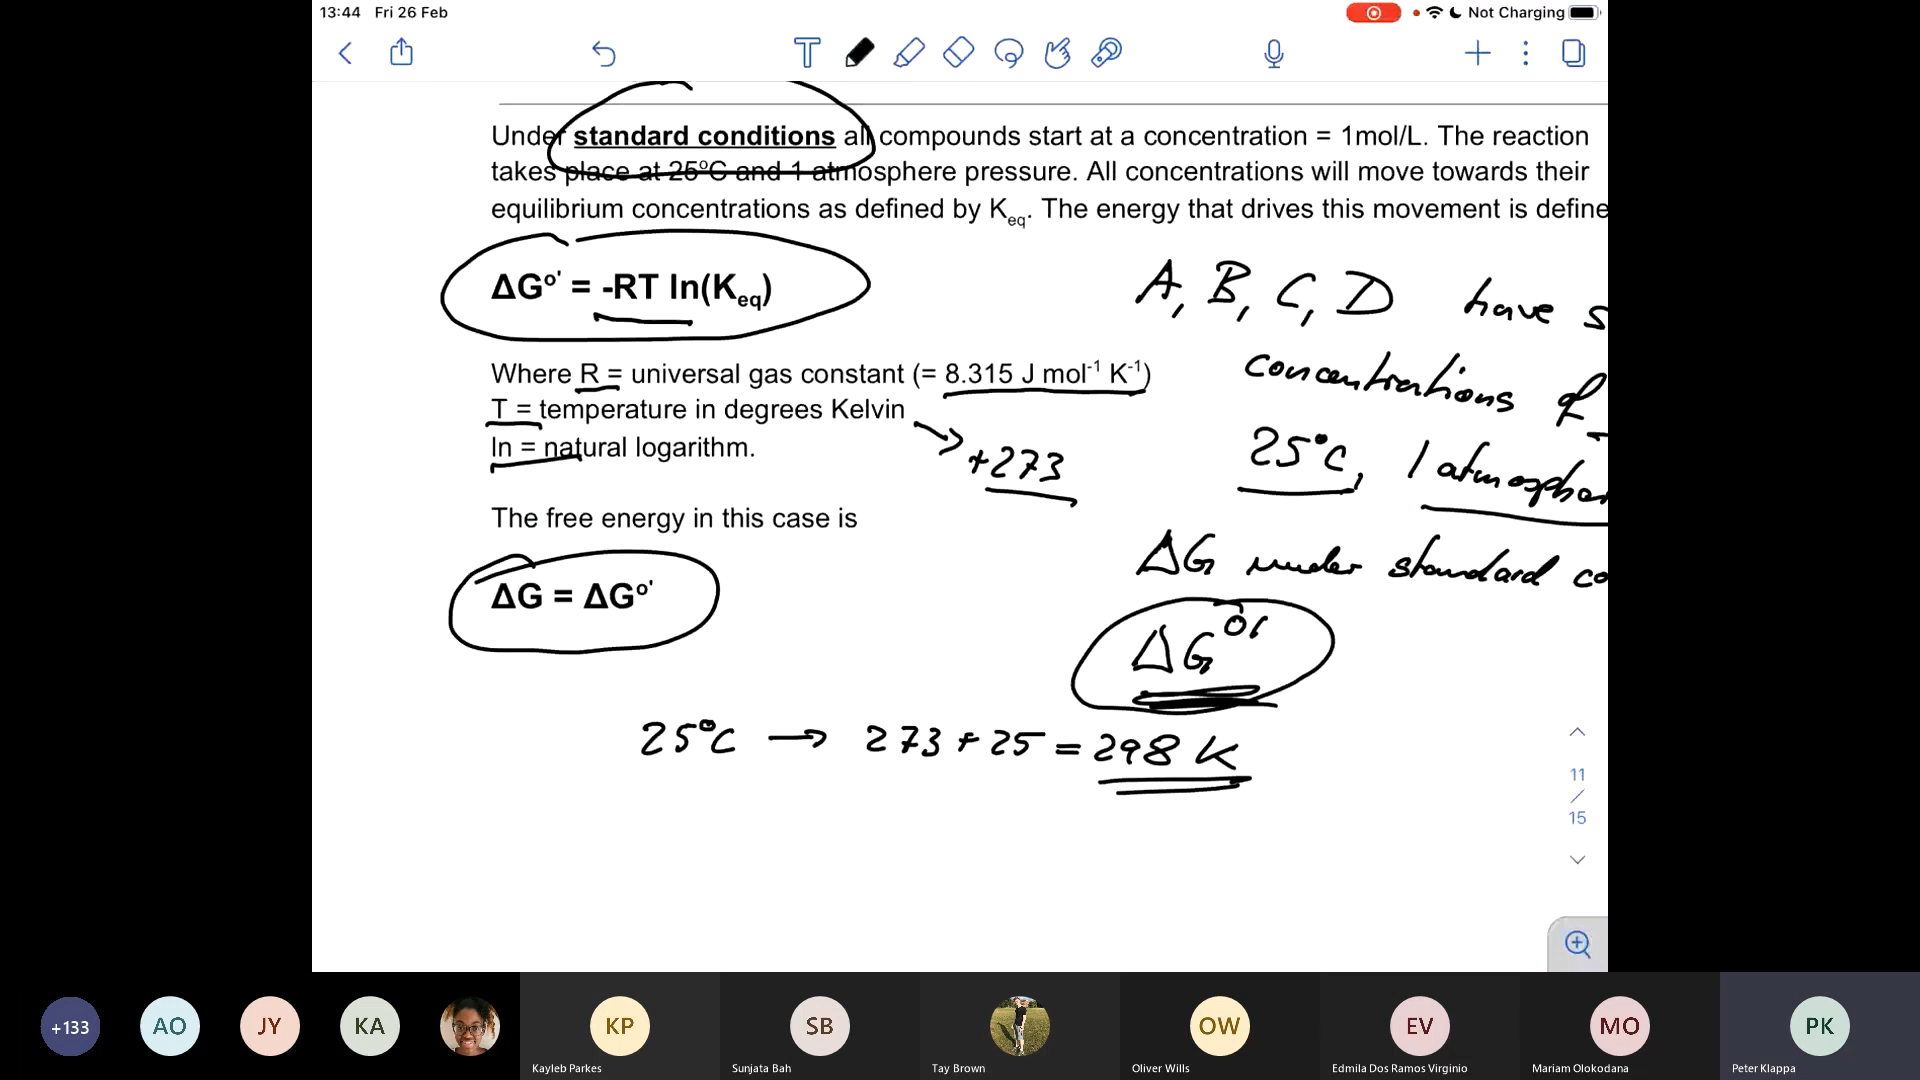 13:44 Fri 26 Feb
Not Charging
Under standard conditions all compounds start at a concentration = 1mol/L. The reaction
takes place at 25°C and 1 atmosphere pressure. All concentrations will move towards their
equilibrium concentrations as defined by Keq. The energy that drives this movement is define
ΔG°' = -RT ln(Keq)
A, B, C, D have s
Where R = universal gas constant (= 8.315 J mol-1 K-1)
concentrations of
T = temperature in degrees Kelvin
ln = natural logarithm.
+273
25°C, 1 atmospher
The free energy in this case is
ΔG under standard co
ΔG = ΔG°'
ΔG°'
25°C → 273 + 25 = 298 K
11
/
15
+133
AO
JY
KA
KP
SB
OW
EV
MO
PK
Kayleb Parkes
Sunjata Bah
Tay Brown
Oliver Wills
Edmila Dos Ramos Virginio
Mariam Olokodana
Peter Klappa